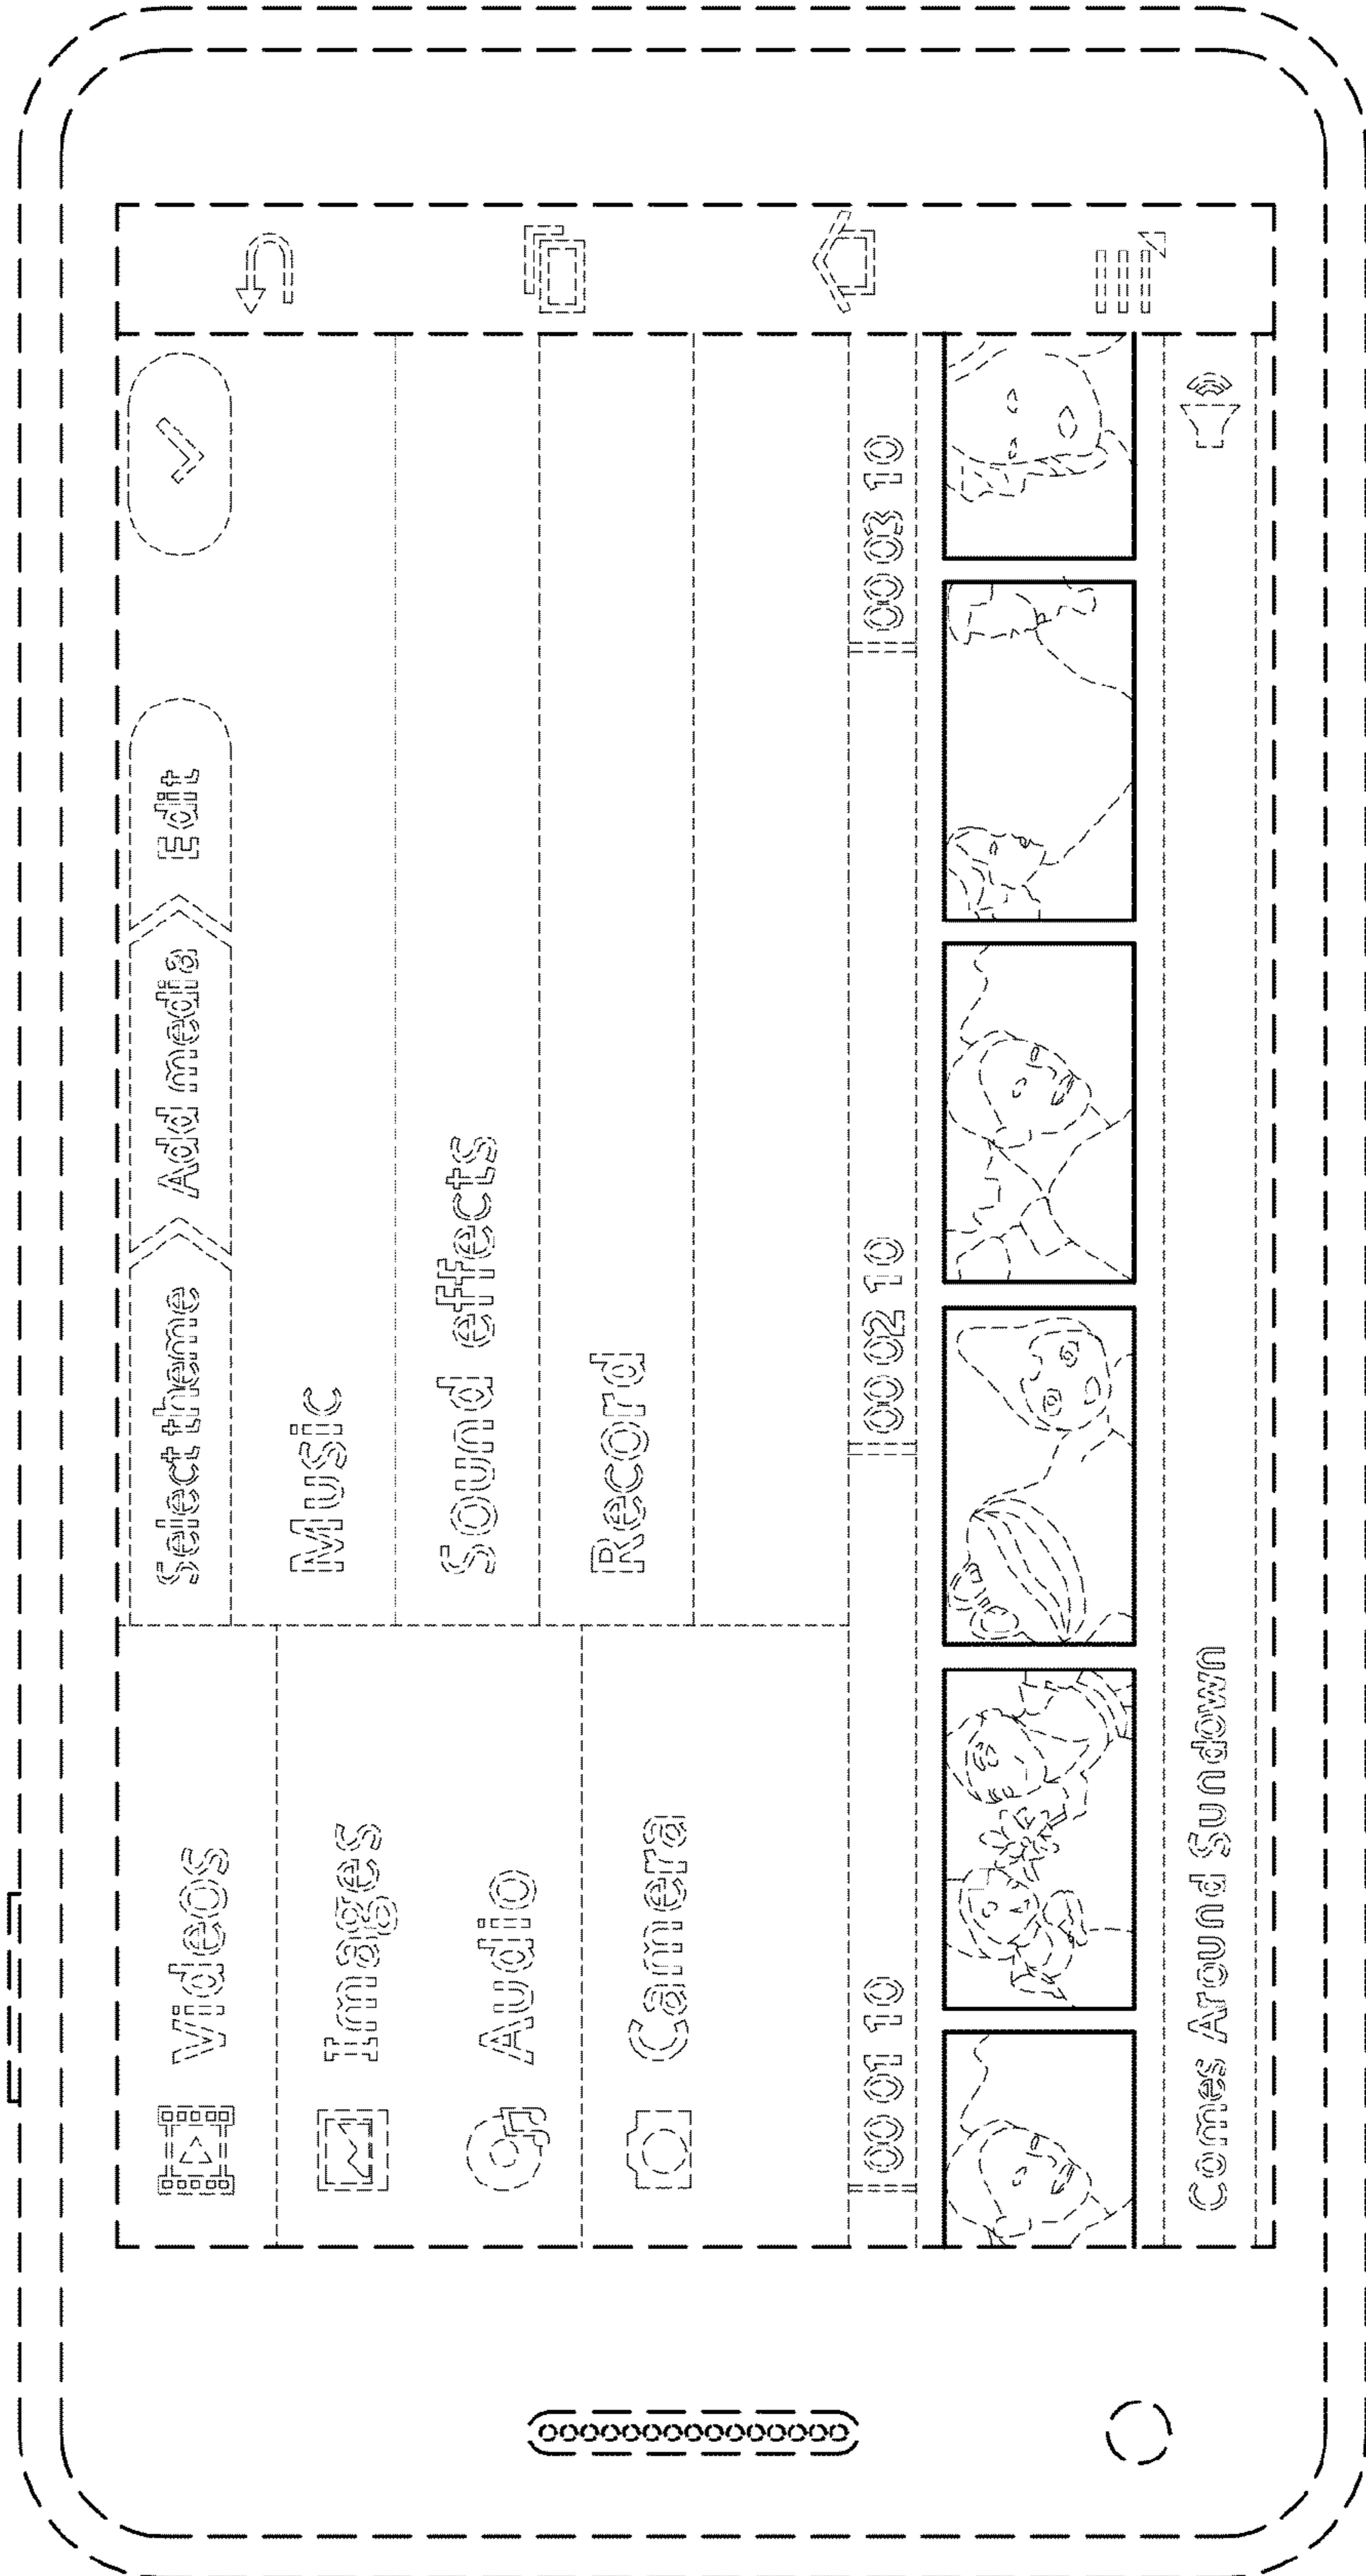 Videos
Images
Audio
Camera
Select theme Add media Edit
Music
Sound effects
Record
00 01 10 00 02 10 00 03 10
Comes Around Sundown